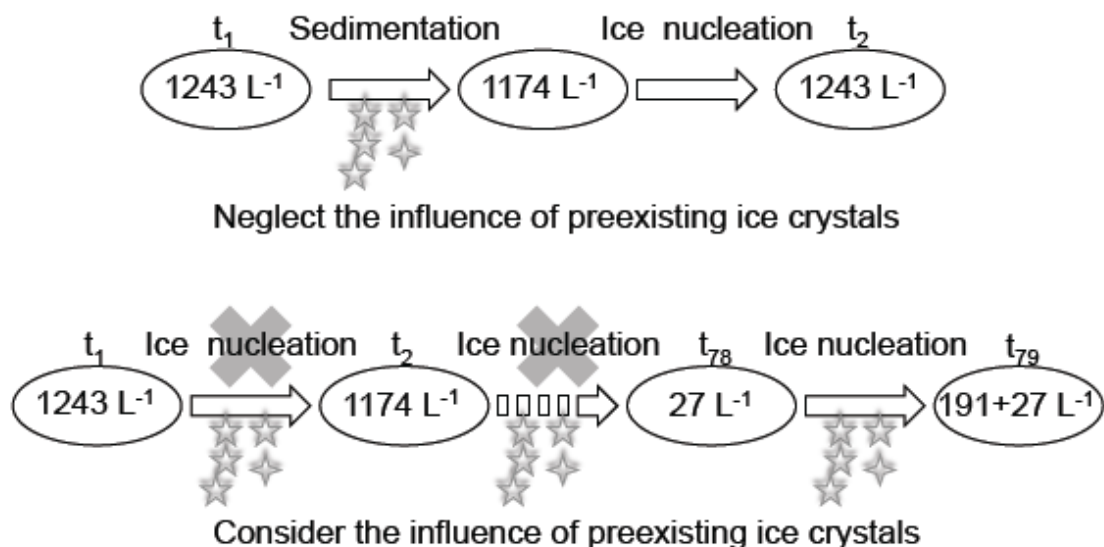 t₁ Sedimentation Ice nucleation t₂
1243 L⁻¹ 1174 L⁻¹ 1243 L⁻¹
Neglect the influence of preexisting ice crystals
t₁ Ice nucleation t₂ Ice nucleation t₇₈ Ice nucleation t₇₉
1243 L⁻¹ 1174 L⁻¹ 27 L⁻¹ 191+27 L⁻¹
Consider the influence of preexisting ice crystals